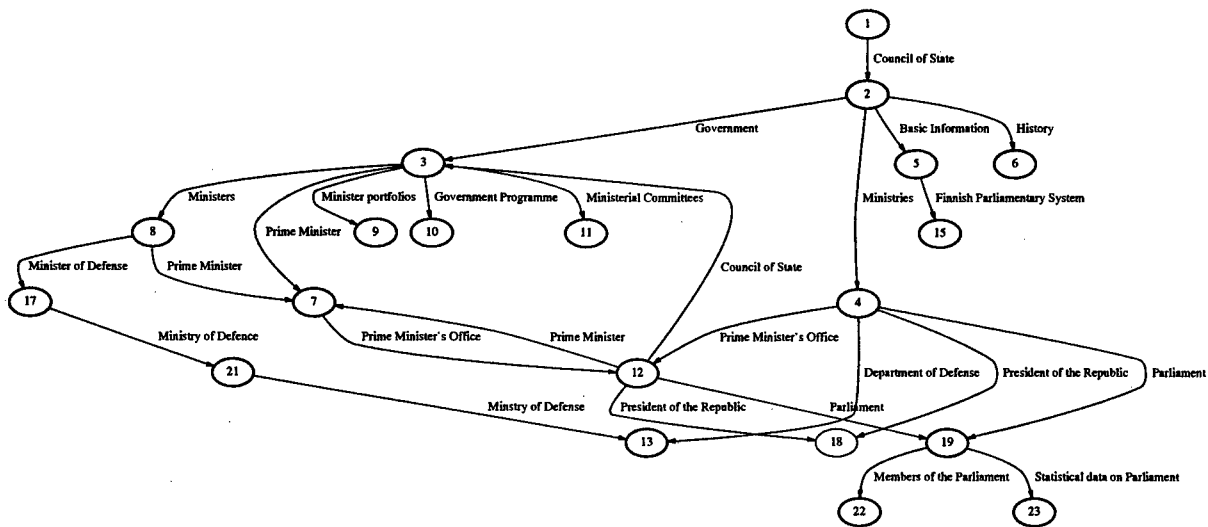 1
Council of State
2
Government
Basic Information
History
3
5
6
Ministers
Minister portfolios
Government Programme
Ministerial Committees
Ministries
Finnish Parliamentary System
8
Prime Minister
9
10
11
15
Minister of Defense
Prime Minister
Council of State
17
7
4
Ministry of Defence
Prime Minister's Office
Prime Minister
Prime Minister's Office
21
12
Department of Defense
President of the Republic
Parliament
Minstry of Defense
President of the Republic
Parliament
13
18
19
Members of the Parliament
Statistical data on Parliament
22
23